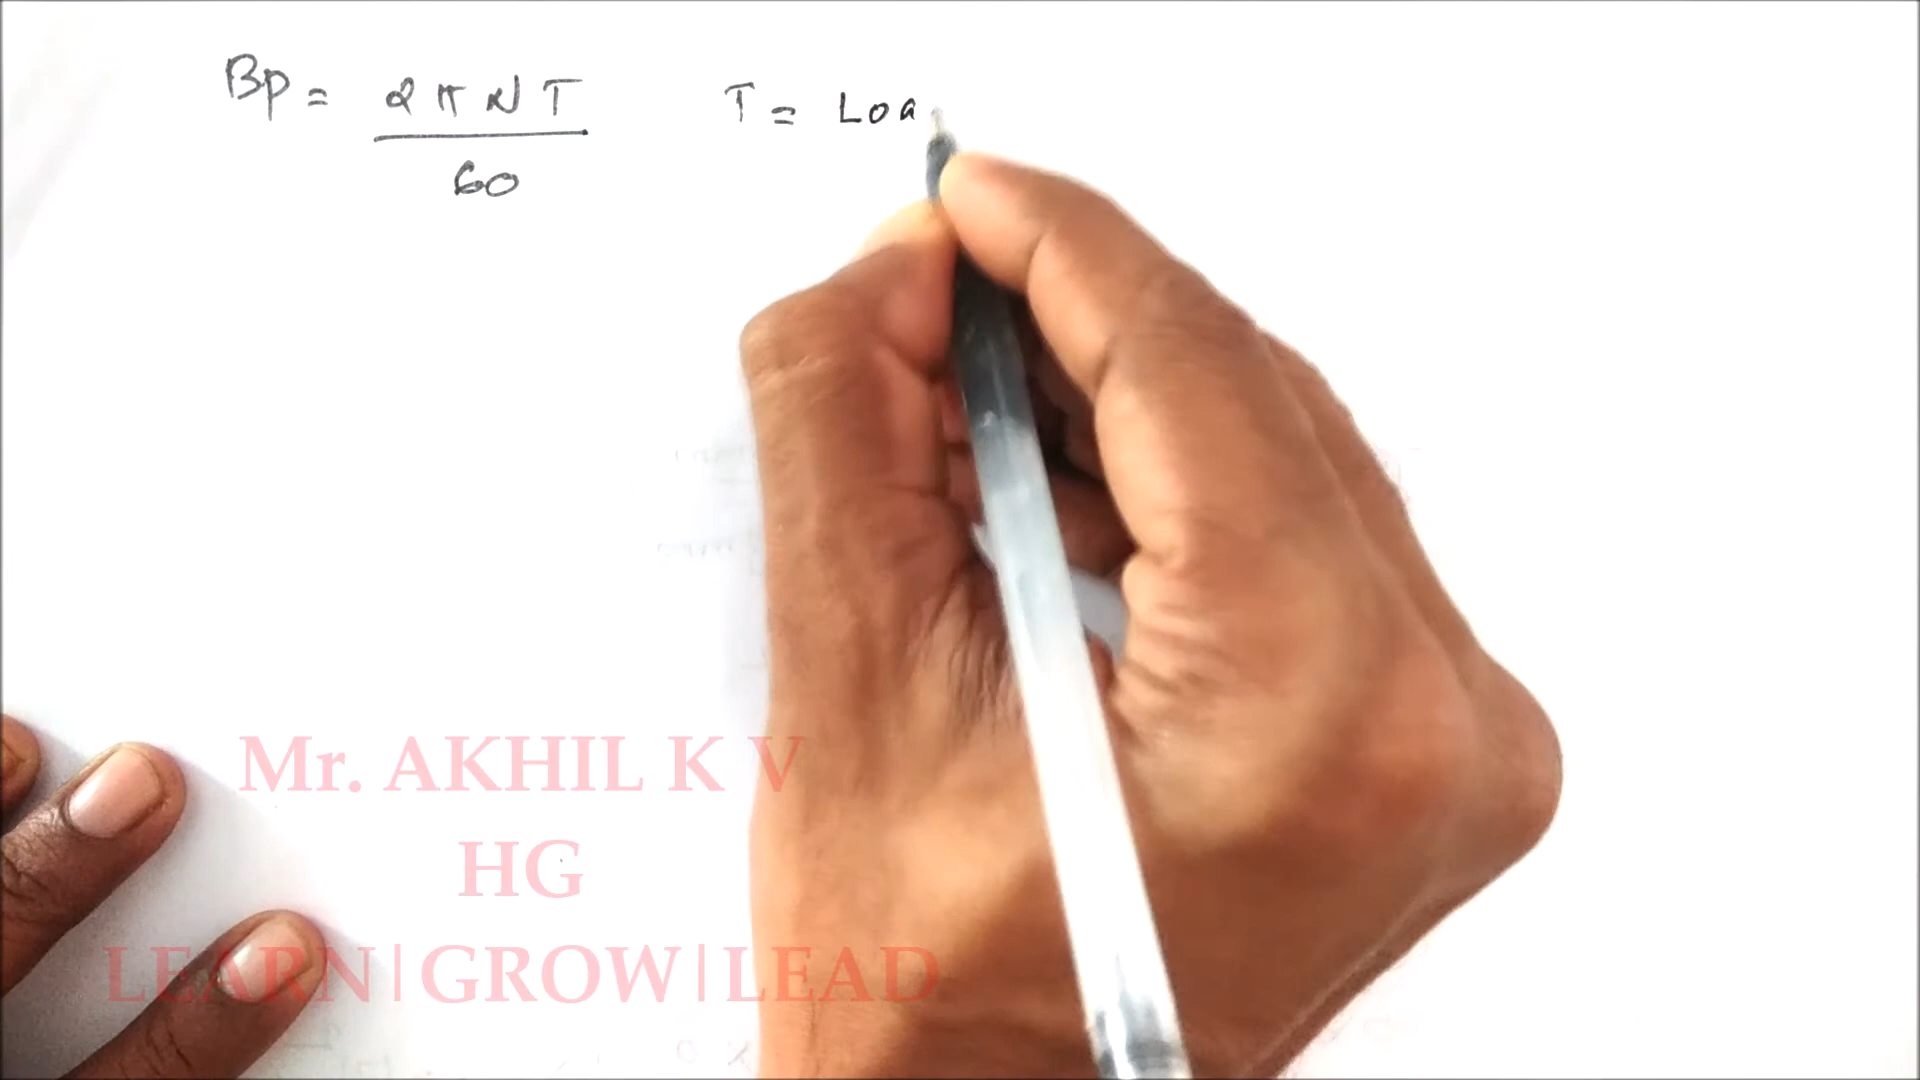 Bp = 2πNT T = Loa
60
Mr. AKHIL K V
HG
LEARN|GROW|LEAD